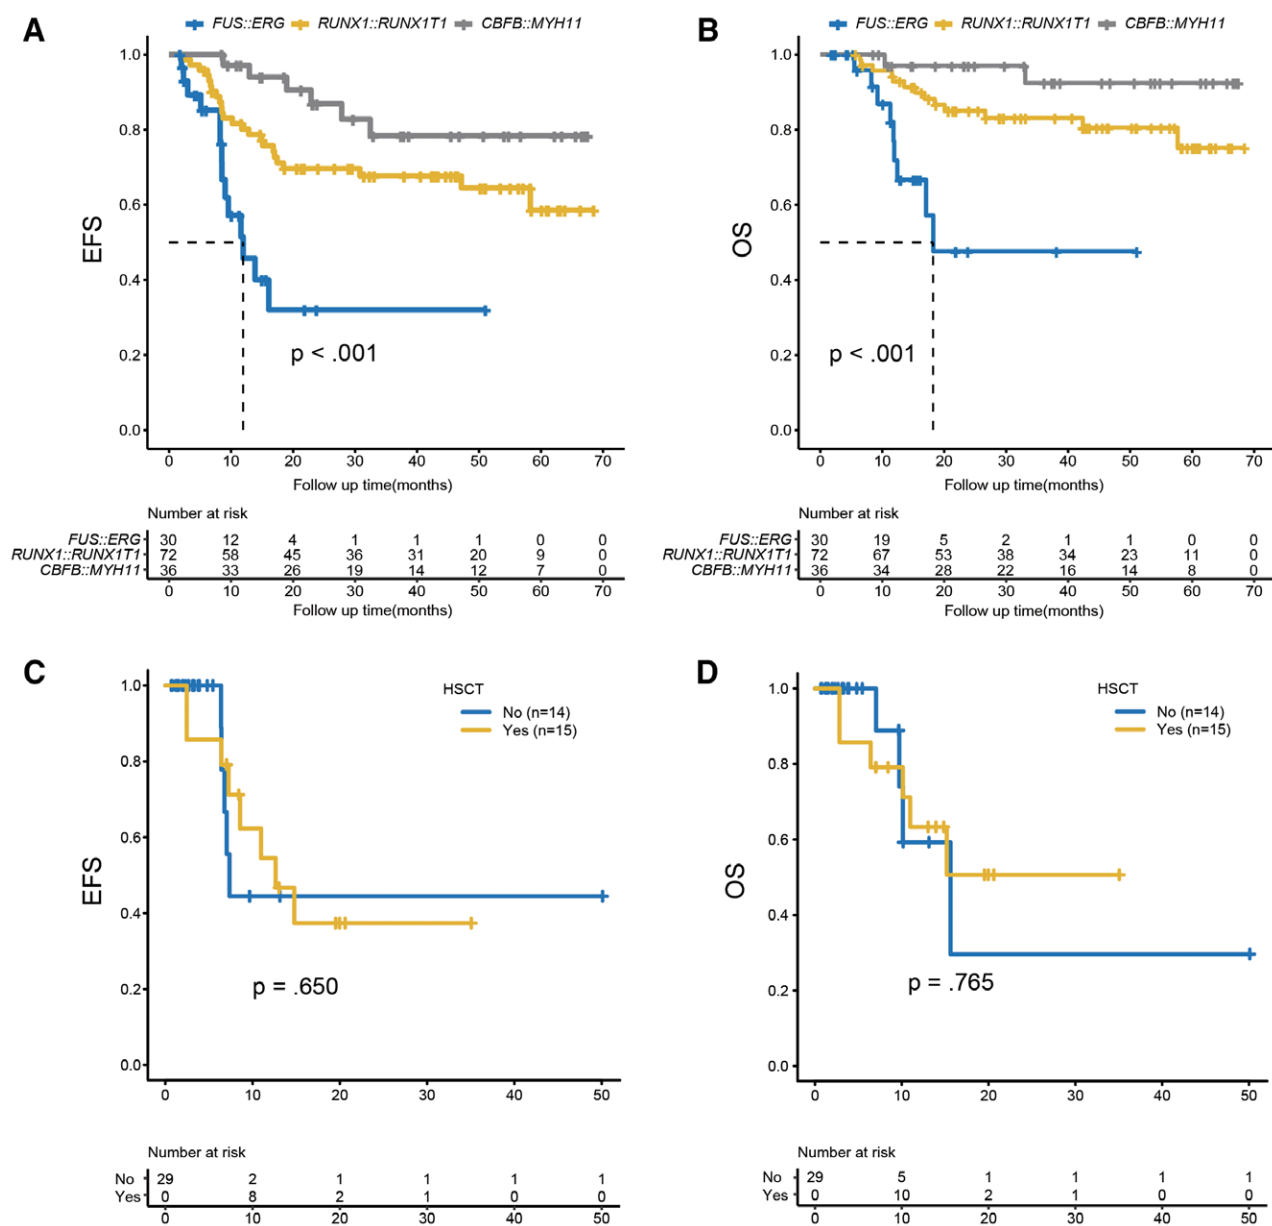 A
FUS::ERG RUNX1::RUNX1T1 CBFB::MYH11
1.0
0.8
0.6
0.4
0.2
0.0
EFS
p < .001
0 10 20 30 40 50 60 70
Follow up time(months)
Number at risk
FUS::ERG 30 12 4 1 1 1 0 0
RUNX1::RUNX1T1 72 58 45 36 31 20 9 0
CBFB::MYH11 36 33 26 19 14 12 7 0
0 10 20 30 40 50 60 70
Follow up time(months)
B
FUS::ERG RUNX1::RUNX1T1 CBFB::MYH11
1.0
0.8
0.6
0.4
0.2
0.0
OS
p < .001
0 10 20 30 40 50 60 70
Follow up time(months)
Number at risk
FUS::ERG 30 19 5 2 1 1 0 0
RUNX1::RUNX1T1 72 67 53 38 34 23 11 0
CBFB::MYH11 36 34 28 22 16 14 8 0
0 10 20 30 40 50 60 70
Follow up time(months)
C
HSCT
No (n=14)
Yes (n=15)
1.0
0.8
0.6
0.4
0.2
0.0
EFS
p = .650
0 10 20 30 40 50
Number at risk
No 29 2 1 1 1 1
Yes 0 8 2 1 0 0
0 10 20 30 40 50
D
HSCT
No (n=14)
Yes (n=15)
1.0
0.8
0.6
0.4
0.2
0.0
OS
p = .765
0 10 20 30 40 50
Number at risk
No 29 5 1 1 1 1
Yes 0 10 2 1 0 0
0 10 20 30 40 50